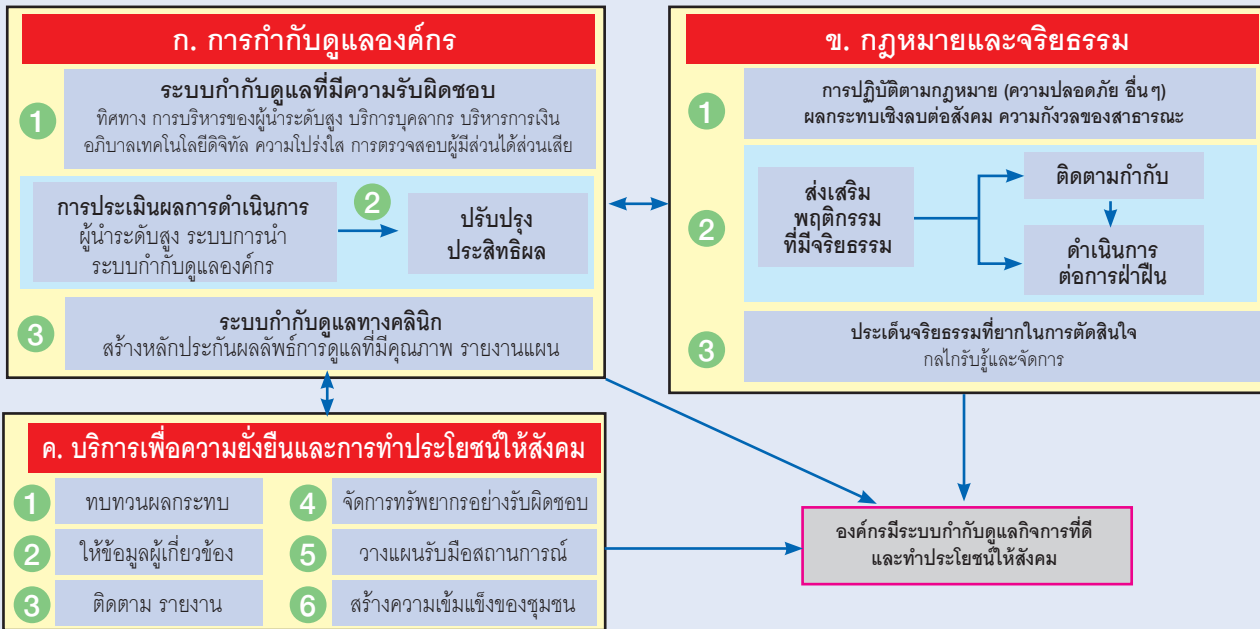 ก. การกำกับดูแลองค์กร
1
ระบบกำกับดูแลที่มีความรับผิดชอบ
ทิศทาง การบริหารของผู้นำระดับสูง บริการบุคลากร บริหารการเงิน
อภิบาลเทคโนโลยีดิจิทัล ความโปร่งใส การตรวจสอบผู้มีส่วนได้ส่วนเสีย
การประเมินผลการดำเนินการ
ผู้นำระดับสูง ระบบการนำ
ระบบกำกับดูแลองค์กร
2
ปรับปรุง
ประสิทธิผล
3
ระบบกำกับดูแลทางคลินิก
สร้างหลักประกันผลลัพธ์การดูแลที่มีคุณภาพ รายงานแผน
ข. กฎหมายและจริยธรรม
1
การปฏิบัติตามกฎหมาย (ความปลอดภัย อื่นๆ)
ผลกระทบเชิงลบต่อสังคม ความกังวลของสาธารณะ
2
ส่งเสริม
พฤติกรรม
ที่มีจริยธรรม
ติดตามกำกับ
ดำเนินการ
ต่อการฝ่าฝืน
3
ประเด็นจริยธรรมที่ยากในการตัดสินใจ
กลไกรับรู้และจัดการ
ค. บริการเพื่อความยั่งยืนและการทำประโยชน์ให้สังคม
1 ทบทวนผลกระทบ
2 ให้ข้อมูลผู้เกี่ยวข้อง
3 ติดตาม รายงาน
4 จัดการทรัพยากรอย่างรับผิดชอบ
5 วางแผนรับมือสถานการณ์
6 สร้างความเข้มแข็งของชุมชน
องค์กรมีระบบกำกับดูแลกิจการที่ดี
และทำประโยชน์ให้สังคม